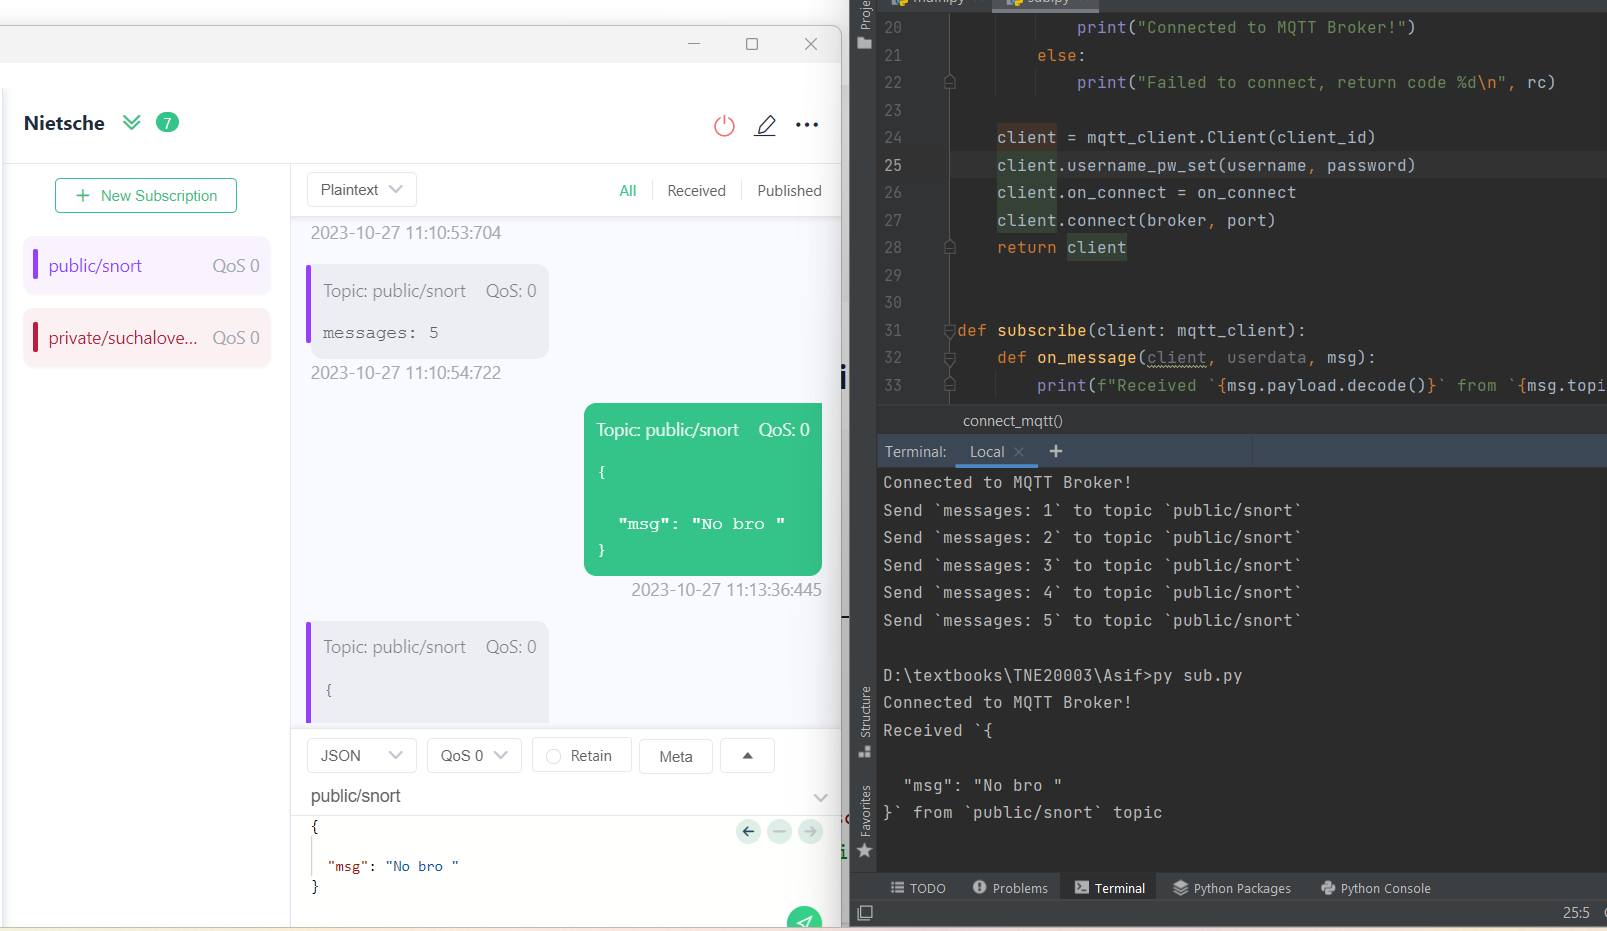 Nietsche 7
New Subscription
public/snort QoS 0
private/suchalove... QoS 0
Plaintext All Received Published
2023-10-27 11:10:53:704
Topic: public/snort QoS: 0
messages: 5
2023-10-27 11:10:54:722
Topic: public/snort QoS: 0
{
"msg": "No bro "
}
2023-10-27 11:13:36:445
Topic: public/snort QoS: 0
{
JSON QoS 0 Retain Meta
public/snort
{
"msg": "No bro "
}
20 print("Connected to MQTT Broker!")
21 else:
22 print("Failed to connect, return code %d\n", rc)
23
24 client = mqtt_client.Client(client_id)
25 client.username_pw_set(username, password)
26 client.on_connect = on_connect
27 client.connect(broker, port)
28 return client
29
30
31 def subscribe(client: mqtt_client):
32 def on_message(client, userdata, msg):
33 print(f"Received `{msg.payload.decode()}` from `{msg.topi
connect_mqtt()
Terminal: Local
Connected to MQTT Broker!
Send `messages: 1` to topic `public/snort`
Send `messages: 2` to topic `public/snort`
Send `messages: 3` to topic `public/snort`
Send `messages: 4` to topic `public/snort`
Send `messages: 5` to topic `public/snort`
D:\textbooks\TNE20003\Asif>py sub.py
Connected to MQTT Broker!
Received `{
"msg": "No bro "
}` from `public/snort` topic
Structure
Favorites
TODO Problems Terminal Python Packages Python Console
25:5